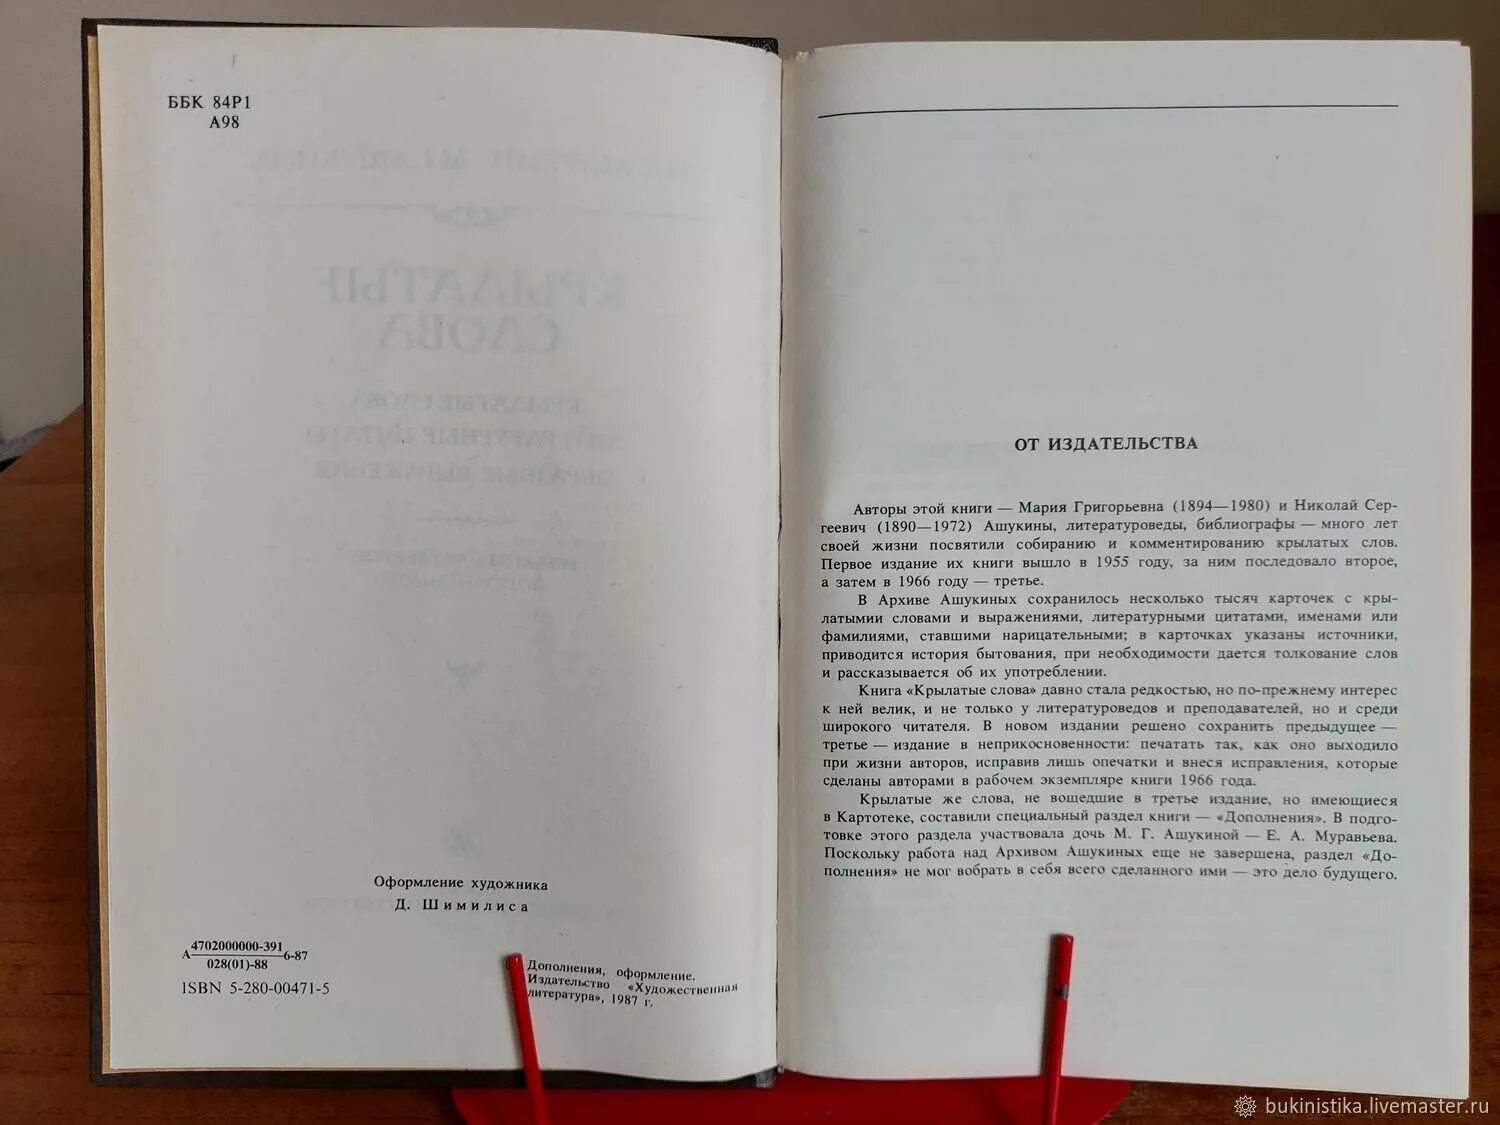 ББК 84Р1
А98
Оформление художника
Д. Шимилиса
А 4702000000-391 6-87
028(01)-88
ISBN 5-280-00471-5
Дополнения, оформление.
Издательство «Художественная
литература», 1987 г.
ОТ ИЗДАТЕЛЬСТВА
Авторы этой книги — Мария Григорьевна (1894—1980) и Николай Сер-
геевич (1890—1972) Ашукины, литературоведы, библиографы — много лет
своей жизни посвятили собиранию и комментированию крылатых слов.
Первое издание их книги вышло в 1955 году, за ним последовало второе,
а затем в 1966 году — третье.
В Архиве Ашукиных сохранилось несколько тысяч карточек с кры-
латыми словами и выражениями, литературными цитатами, именами или
фамилиями, ставшими нарицательными; в карточках указаны источники,
приводится история бытования, при необходимости дается толкование слов
и рассказывается об их употреблении.
Книга «Крылатые слова» давно стала редкостью, но по-прежнему интерес
к ней велик, и не только у литературоведов и преподавателей, но и среди
широкого читателя. В новом издании решено сохранить предыдущее —
третье — издание в неприкосновенности: печатать так, как оно выходило
при жизни авторов, исправив лишь опечатки и внеся исправления, которые
сделаны авторами в рабочем экземпляре книги 1966 года.
Крылатые же слова, не вошедшие в третье издание, но имеющиеся
в Картотеке, составили специальный раздел книги — «Дополнения». В подго-
товке этого раздела участвовала дочь М. Г. Ашукиной — Е. А. Муравьева.
Поскольку работа над Архивом Ашукиных еще не завершена, раздел «До-
полнения» не мог вобрать в себя всего сделанного ими — это дело будущего.
bukinistika.livemaster.ru